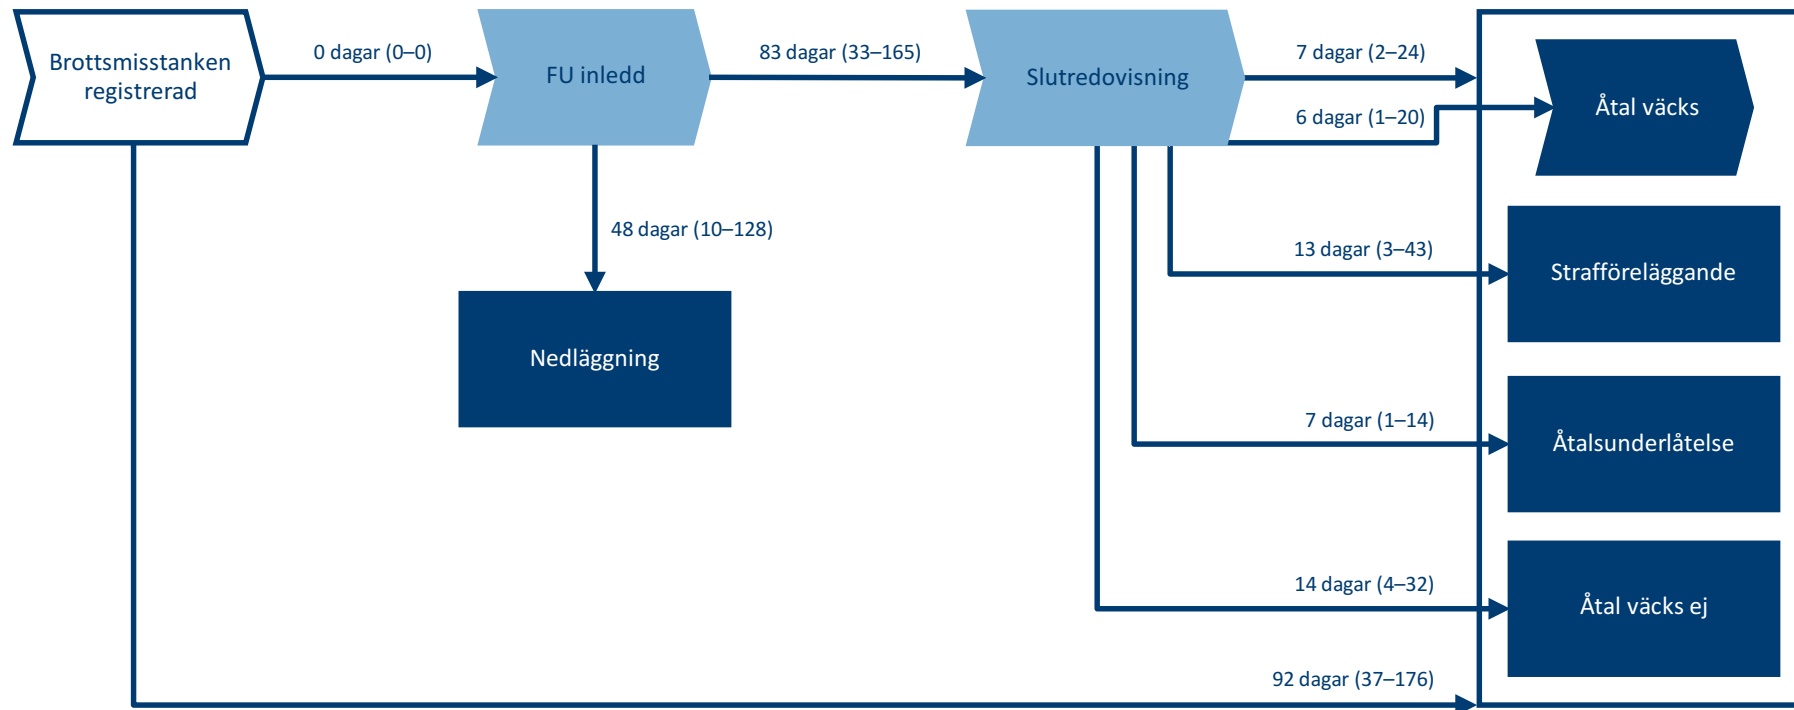 Brottsmisstanken
registrerad
0 dagar (0–0)
FU inledd
83 dagar (33–165)
Slutredovisning
7 dagar (2–24)
6 dagar (1–20)
Åtal väcks
48 dagar (10–128)
Nedläggning
13 dagar (3–43)
Strafföreläggande
7 dagar (1–14)
Åtalsunderlåtelse
14 dagar (4–32)
Åtal väcks ej
92 dagar (37–176)